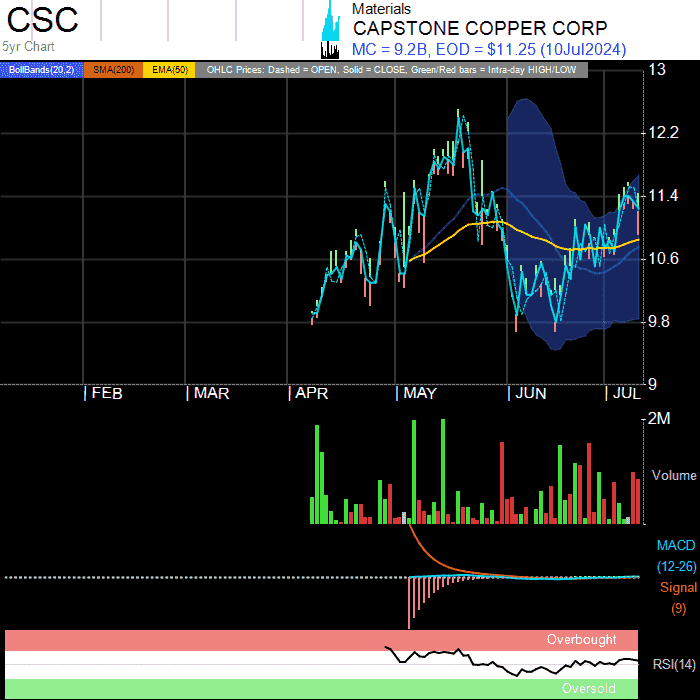 CSC
5yr Chart
Materials
CAPSTONE COPPER CORP
MC = 9.2B, EOD = $11.25 (10Jul2024)
BollBands(20,2) SMA(200) EMA(50) OHLC Prices: Dashed = OPEN, Solid = CLOSE, Green/Red bars = Intra-day HIGH/LOW
13
12.2
11.4
10.6
9.8
9
FEB MAR APR MAY JUN JUL
2M
Volume
MACD
(12-26)
Signal
(9)
Overbought
RSI(14)
Oversold